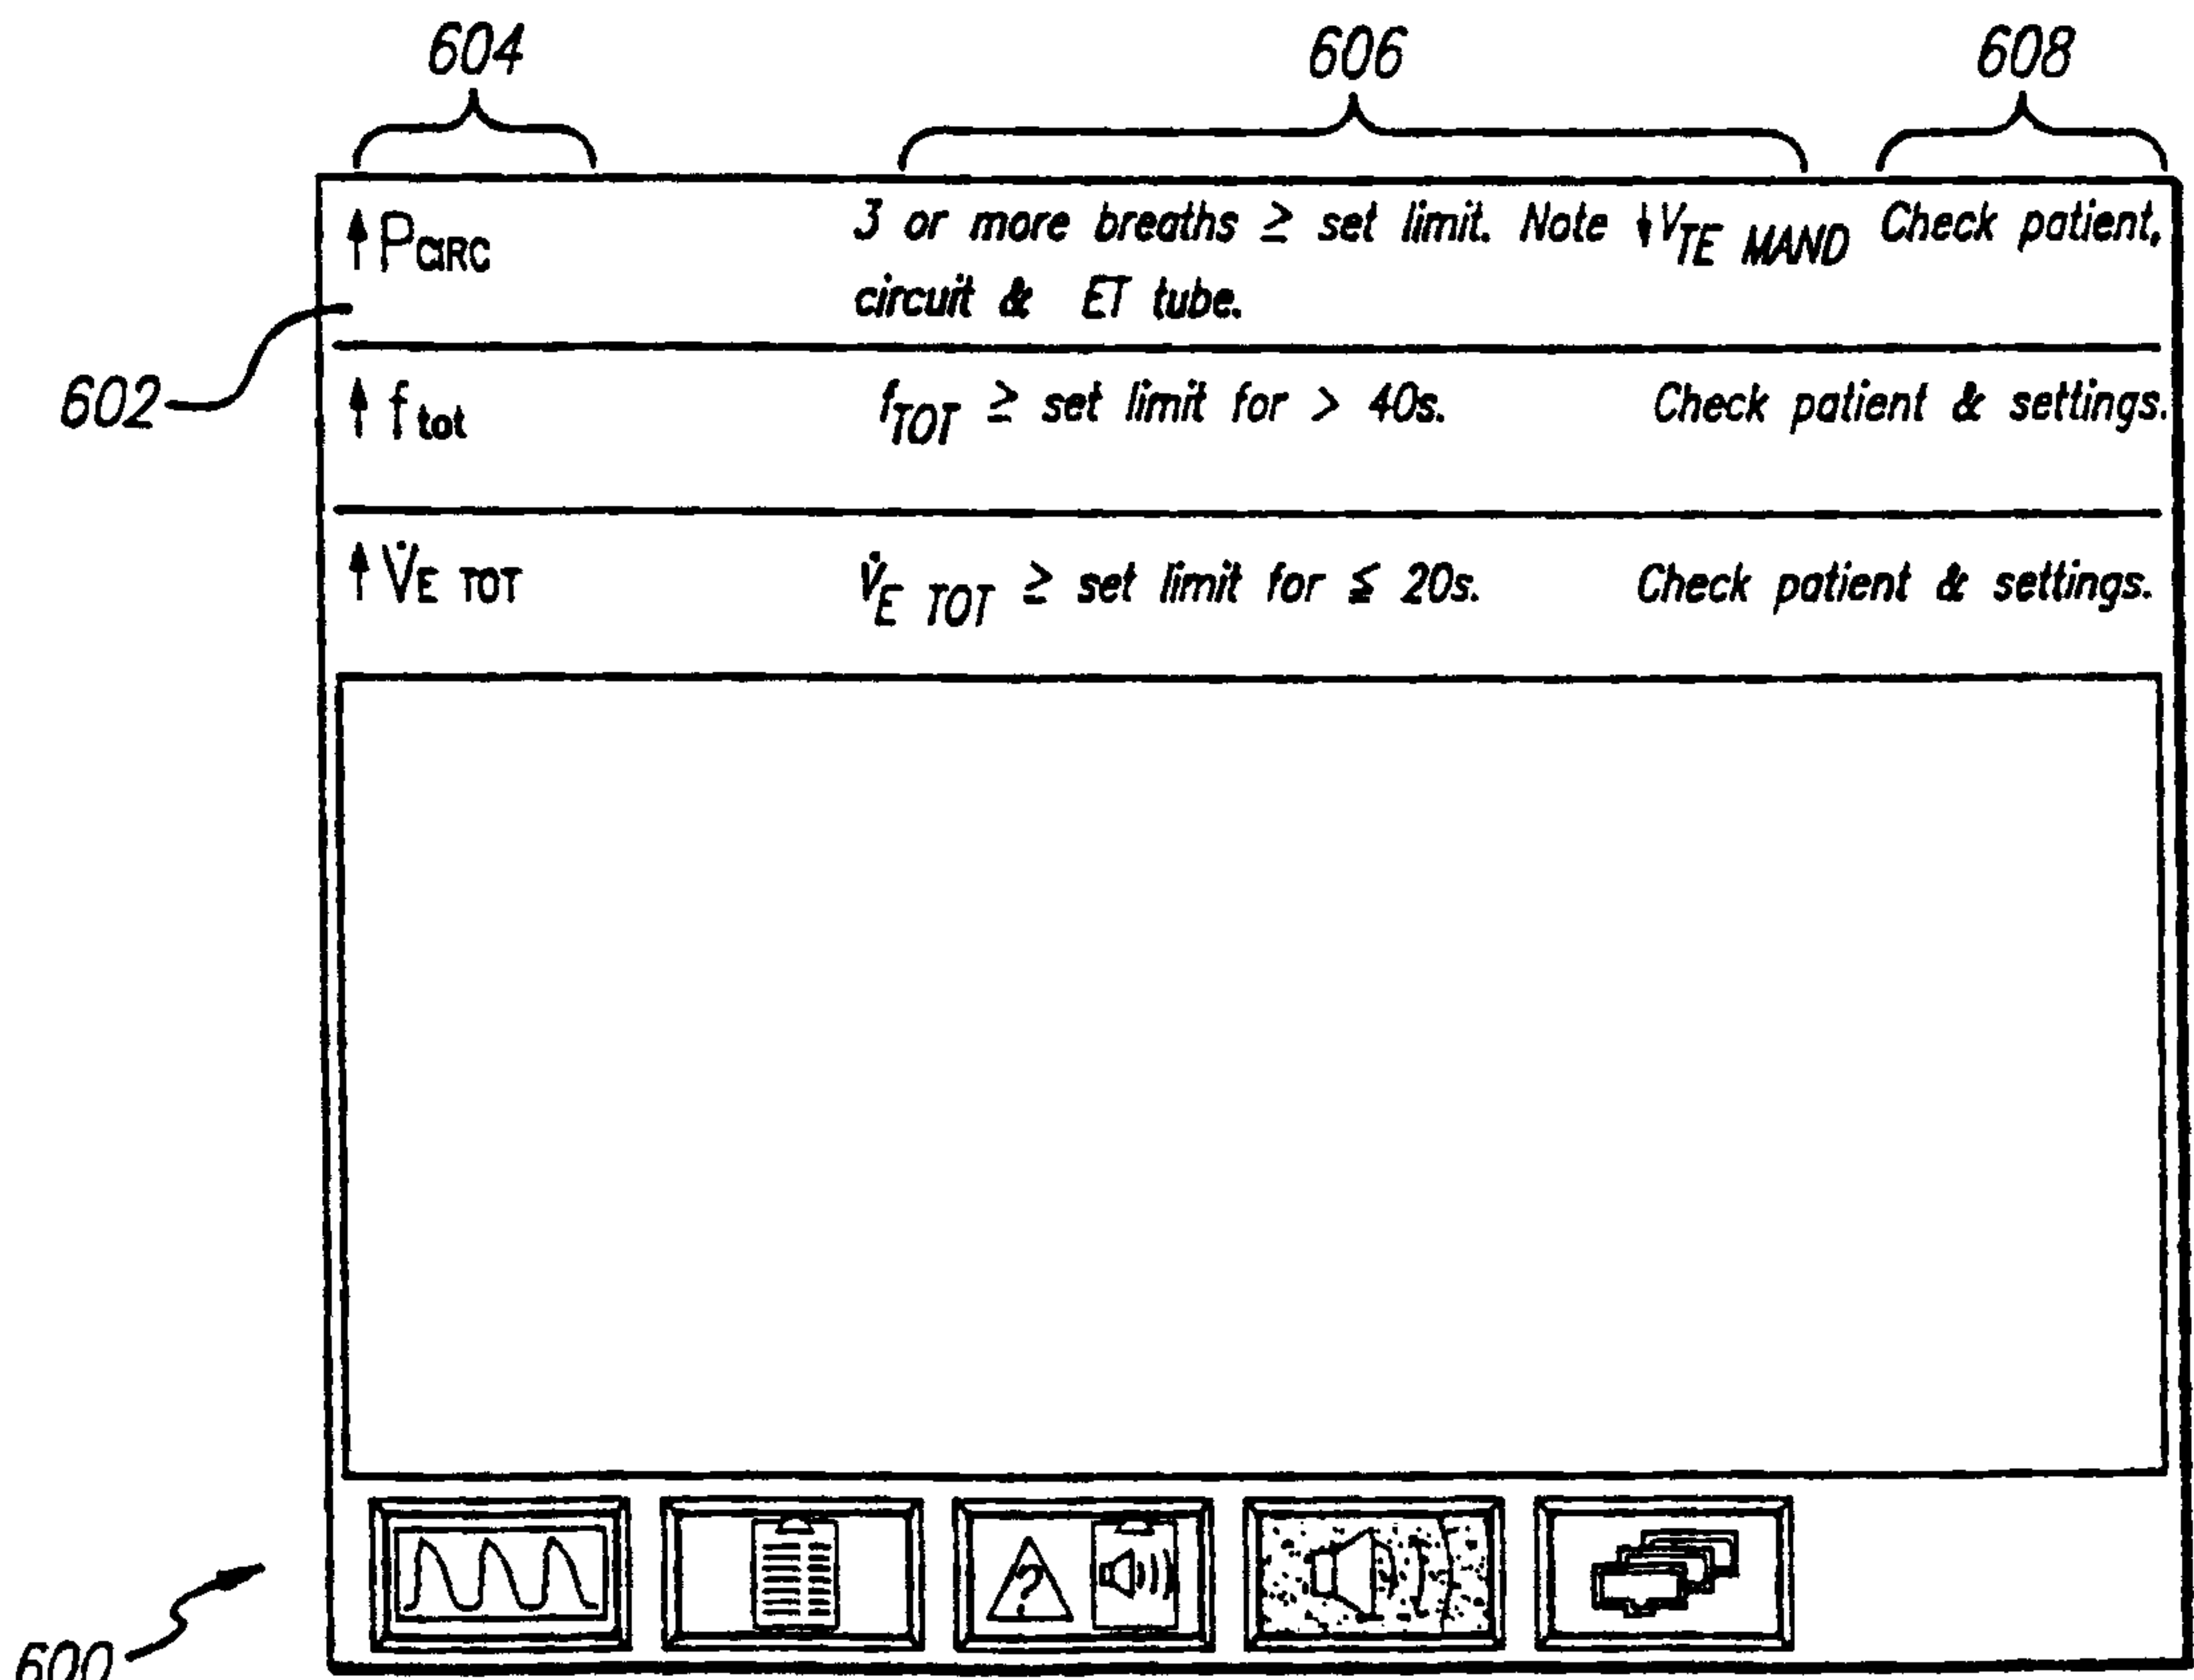 604 606 608
↑ PCIRC 3 or more breaths ≥ set limit. Note ↓VTE MAND Check patient,
circuit & ET tube.
602
↑ ftot fTOT ≥ set limit for > 40s. Check patient & settings.
↑ V̇E TOT V̇E TOT ≥ set limit for ≤ 20s. Check patient & settings.
?
600